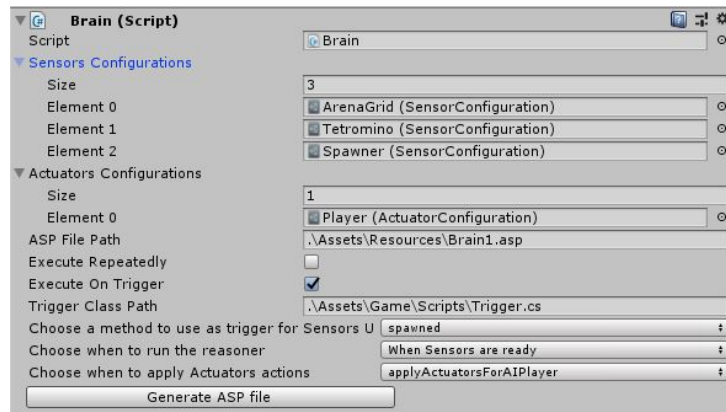 Brain (Script)
Script Brain
Sensors Configurations
Size 3
Element 0 ArenaGrid (SensorConfiguration)
Element 1 Tetromino (SensorConfiguration)
Element 2 Spawner (SensorConfiguration)
Actuators Configurations
Size 1
Element 0 Player (ActuatorConfiguration)
ASP File Path .\Assets\Resources\Brain1.asp
Execute Repeatedly
Execute On Trigger
Trigger Class Path .\Assets\Game\Scripts\Trigger.cs
Choose a method to use as trigger for Sensors U spawned
Choose when to run the reasoner When Sensors are ready
Choose when to apply Actuators actions applyActuatorsForAIPlayer
Generate ASP file